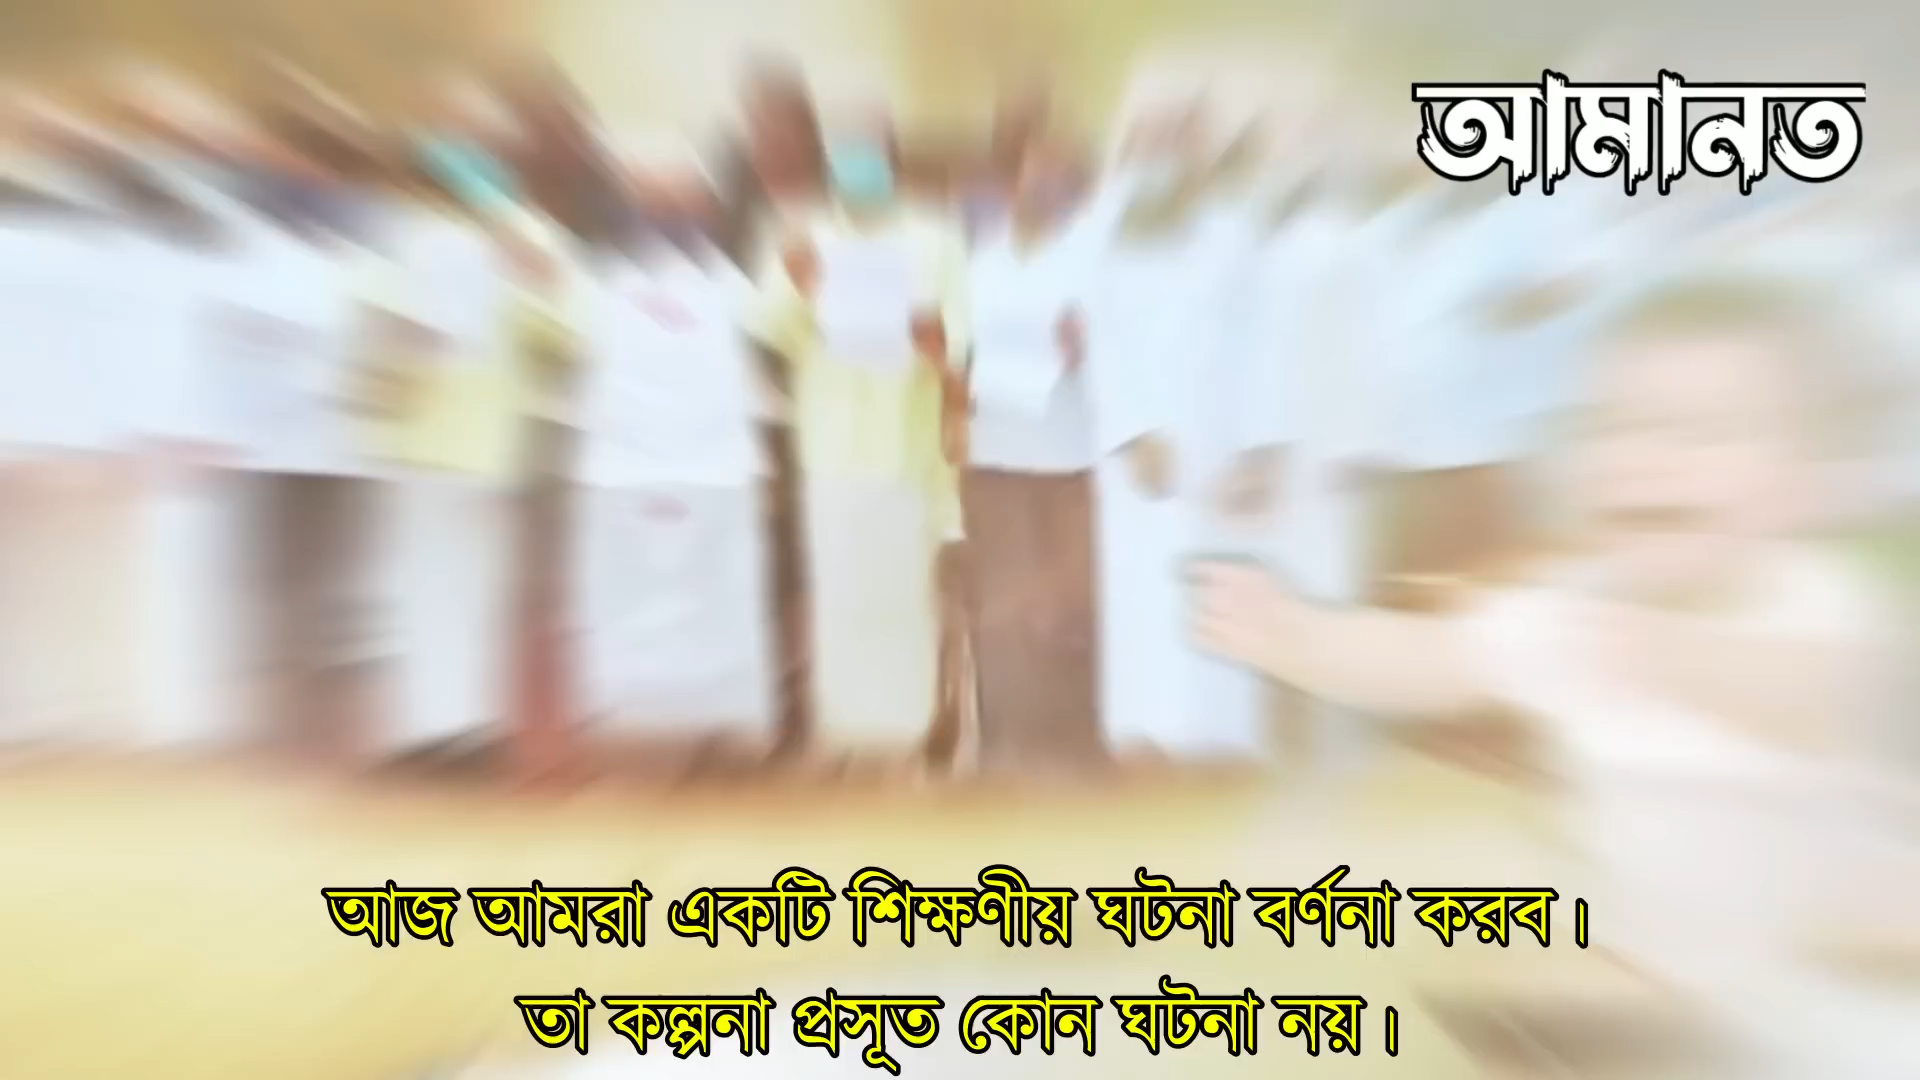 আমানত
আজ আমরা একটি শিক্ষণীয় ঘটনা বর্ণনা করব।
তা কল্পনা প্রসূত কোন ঘটনা নয়।